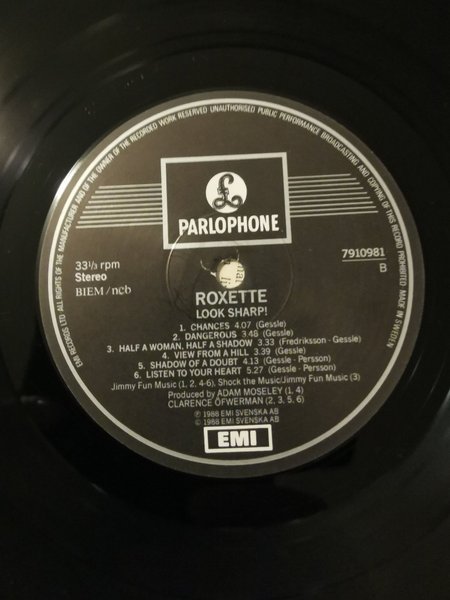 EMI RECORDS LTD ALL RIGHTS OF THE MANUFACTURER AND OF THE OWNER OF THE RECORDED WORK RESERVED UNAUTHORISED PUBLIC PERFORMANCE BROADCASTING AND COPYING OF THIS RECORD PROHIBITED MADE IN SWEDEN
£
PARLOPHONE
33⅓ rpm
Stereo
BIEM/ncb
7910981
B
ROXETTE
LOOK SHARP!
1. CHANCES 4.07 (Gessle)
2. DANGEROUS 3.48 (Gessle)
3. HALF A WOMAN, HALF A SHADOW 3.33 (Fredriksson - Gessle)
4. VIEW FROM A HILL 3.39 (Gessle)
5. SHADOW OF A DOUBT 4.13 (Gessle - Persson)
6. LISTEN TO YOUR HEART 5.27 (Gessle - Persson)
Jimmy Fun Music (1, 2, 4-6), Shock the Music/Jimmy Fun Music (3)
Produced by ADAM MOSELEY (1, 4)
CLARENCE ÖFWERMAN (2, 3, 5, 6)
℗ 1988 EMI SVENSKA AB
© 1988 EMI SVENSKA AB
EMI